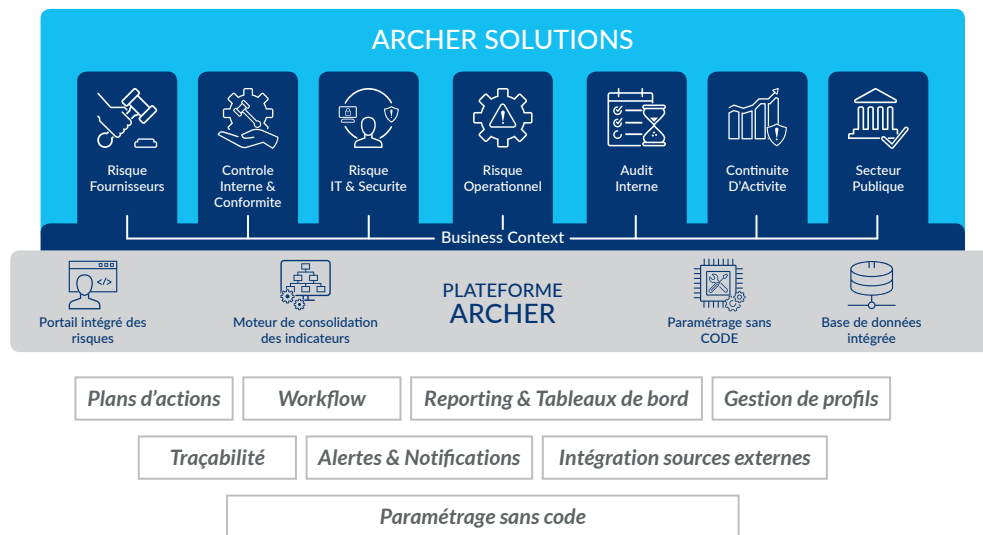 ARCHER SOLUTIONS
Risque
Fournisseurs
Controle
Interne &
Conformite
Risque
IT & Securite
Risque
Operationnel
Audit
Interne
Continuite
D'Activite
Secteur
Publique
Business Context
</>
Portail intégré des
risques
Moteur de consolidation
des indicateurs
PLATEFORME
ARCHER
Paramétrage sans
CODE
Base de données
intégrée
Plans d’actions
Workflow
Reporting & Tableaux de bord
Gestion de profils
Traçabilité
Alertes & Notifications
Intégration sources externes
Paramétrage sans code